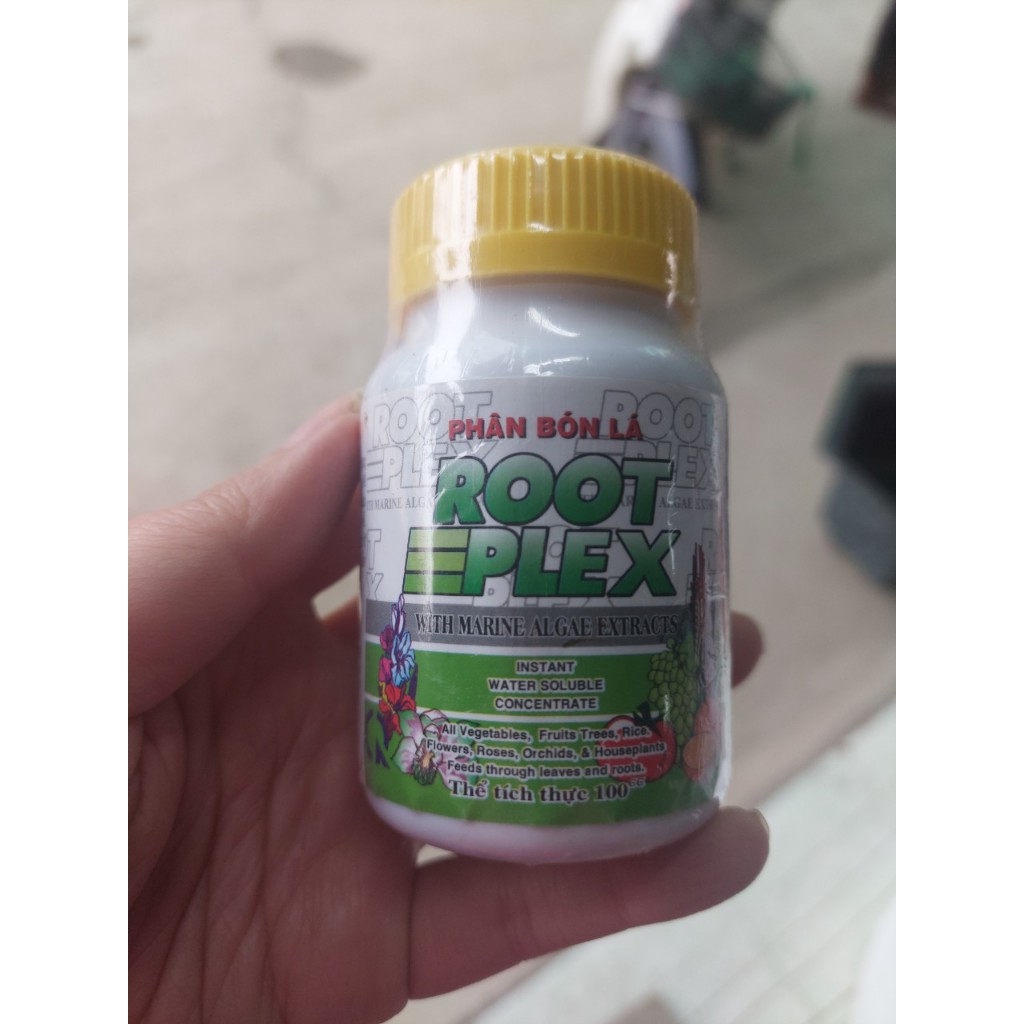 PHÂN BÓN LÁ
ROOT
PLEX
WITH MARINE ALGAE EXTRACTS
INSTANT
WATER SOLUBLE
CONCENTRATE
All Vegetables, Fruits Trees, Rice.
Flowers, Roses, Orchids, & Houseplants
Feeds through leaves and roots.
Thể tích thực 100cc